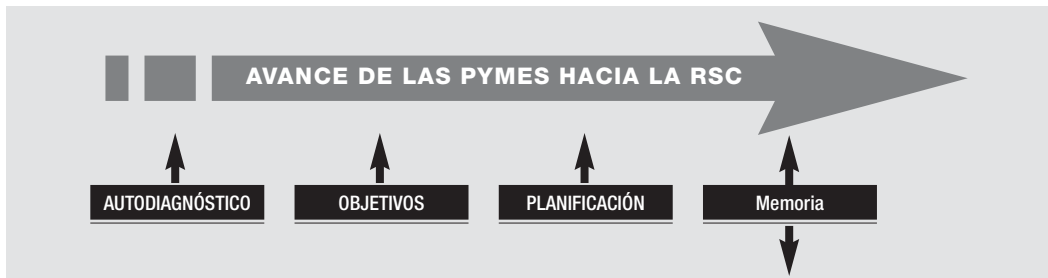 AVANCE DE LAS PYMES HACIA LA RSC
AUTODIAGNÓSTICO OBJETIVOS PLANIFICACIÓN Memoria